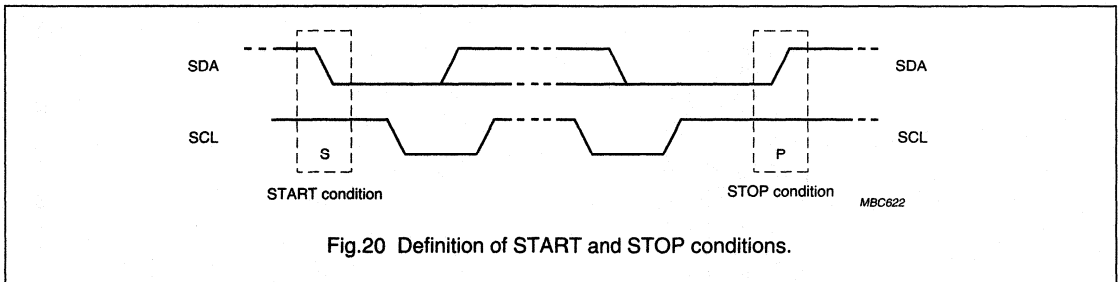 SDA
SDA
SCL
SCL
S
P
START condition
STOP condition
MBC622
Fig.20 Definition of START and STOP conditions.